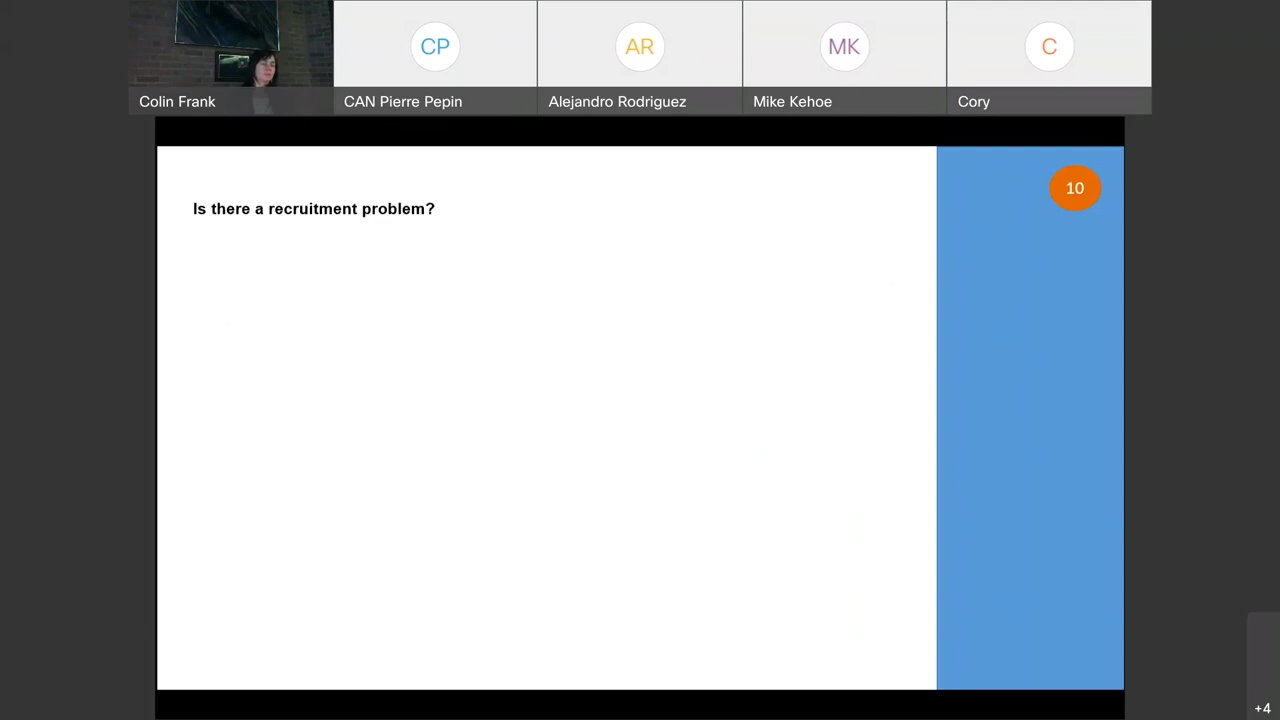 CP
AR
MK
C
Colin Frank
CAN Pierre Pepin
Alejandro Rodriguez
Mike Kehoe
Cory
10
Is there a recruitment problem?
+4